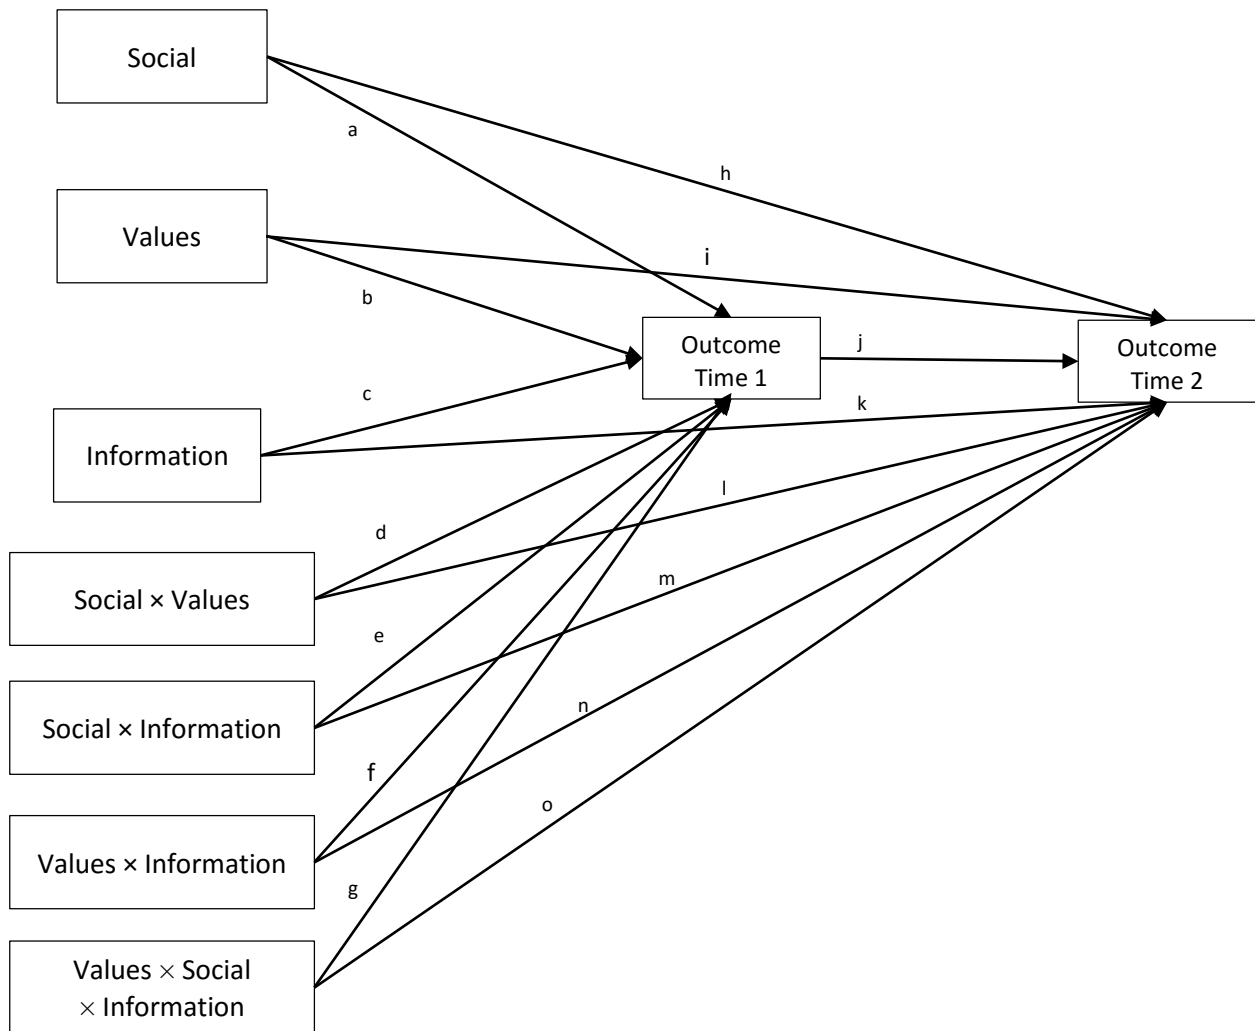 Social
a
h
Values
i
b
Outcome
Time 1
j
Outcome
Time 2
c
k
Information
l
d
Social × Values
m
e
Social × Information
n
f
o
Values × Information
g
Values × Social
× Information